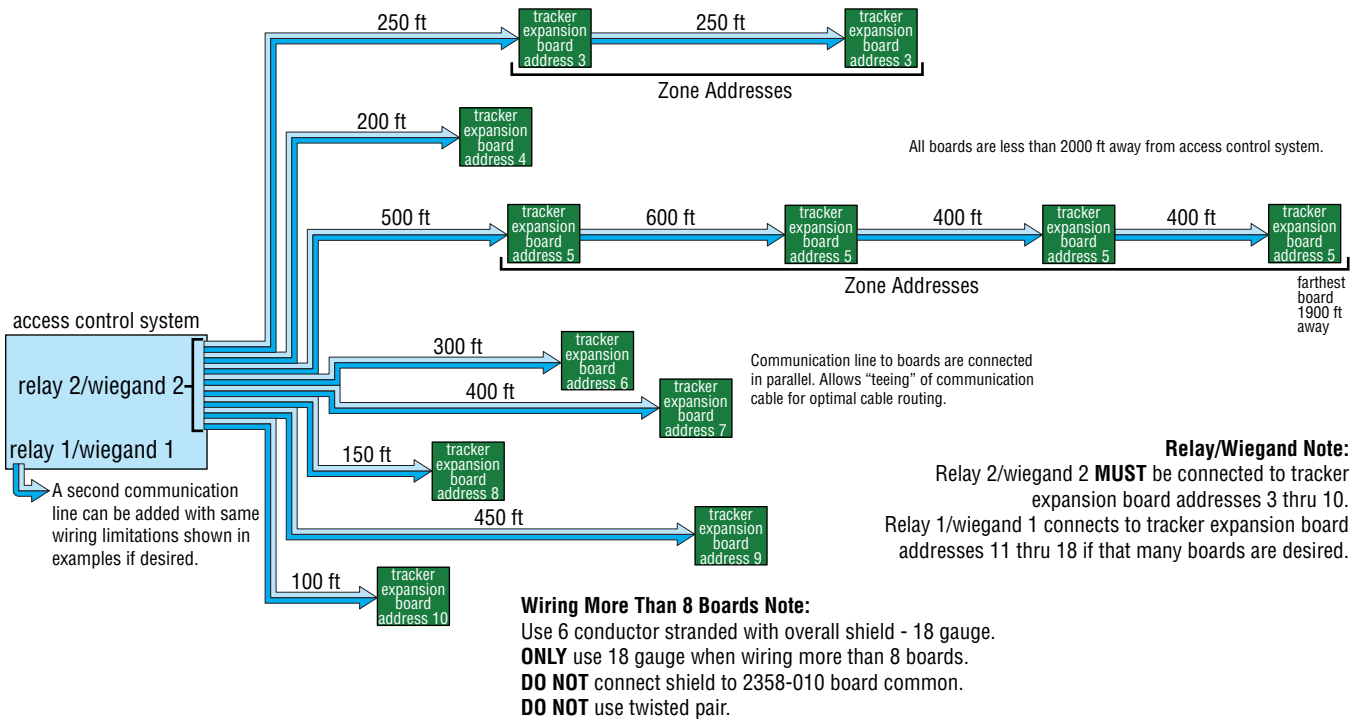 250 ft
tracker
expansion
board
address 3
250 ft
tracker
expansion
board
address 3
Zone Addresses
200 ft
tracker
expansion
board
address 4
All boards are less than 2000 ft away from access control system.
500 ft
tracker
expansion
board
address 5
600 ft
tracker
expansion
board
address 5
400 ft
tracker
expansion
board
address 5
400 ft
tracker
expansion
board
address 5
Zone Addresses
farthest
board
1900 ft
away
access control system
relay 2/wiegand 2
relay 1/wiegand 1
300 ft
tracker
expansion
board
address 6
400 ft
tracker
expansion
board
address 7
Communication line to boards are connected
in parallel. Allows “teeing” of communication
cable for optimal cable routing.
150 ft
tracker
expansion
board
address 8
A second communication
line can be added with same
wiring limitations shown in
examples if desired.
450 ft
tracker
expansion
board
address 9
Relay/Wiegand Note:
Relay 2/wiegand 2 MUST be connected to tracker
expansion board addresses 3 thru 10.
Relay 1/wiegand 1 connects to tracker expansion board
addresses 11 thru 18 if that many boards are desired.
100 ft
tracker
expansion
board
address 10
Wiring More Than 8 Boards Note:
Use 6 conductor stranded with overall shield - 18 gauge.
ONLY use 18 gauge when wiring more than 8 boards.
DO NOT connect shield to 2358-010 board common.
DO NOT use twisted pair.